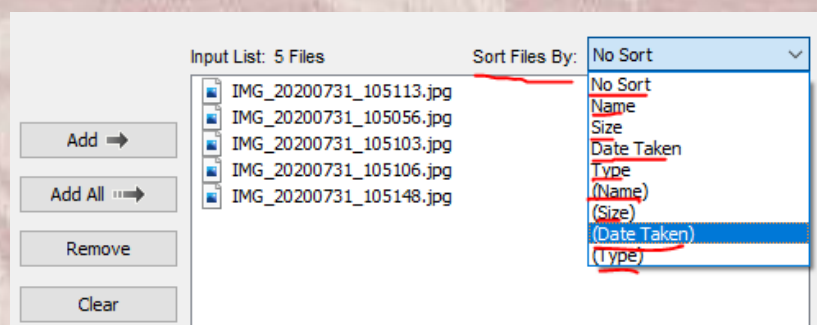 Input List: 5 Files
Sort Files By:
No Sort
IMG_20200731_105113.jpg
IMG_20200731_105056.jpg
IMG_20200731_105103.jpg
IMG_20200731_105106.jpg
IMG_20200731_105148.jpg
No Sort
Name
Size
Date Taken
Type
(Name)
(Size)
(Date Taken)
(Type)
Add
Add All
Remove
Clear